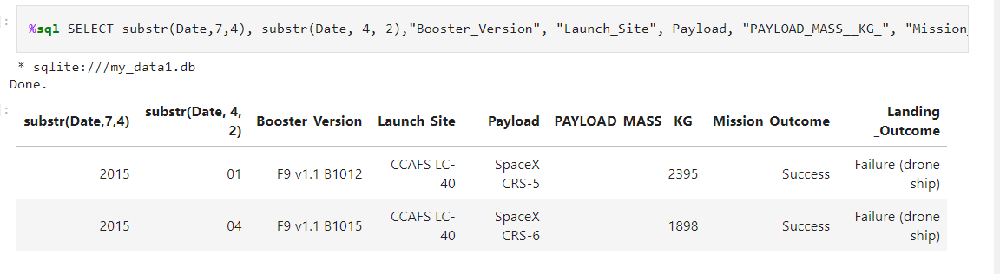 %sql SELECT substr(Date,7,4), substr(Date, 4, 2),"Booster_Version", "Launch_Site", Payload, "PAYLOAD_MASS__KG_", "Mission_
* sqlite:///my_data1.db
Done.
substr(Date,7,4) substr(Date, 4, 2) Booster_Version Launch_Site Payload PAYLOAD_MASS__KG_ Mission_Outcome Landing _Outcome
2015 01 F9 v1.1 B1012 CCAFS LC-40 SpaceX CRS-5 2395 Success Failure (drone ship)
2015 04 F9 v1.1 B1015 CCAFS LC-40 SpaceX CRS-6 1898 Success Failure (drone ship)